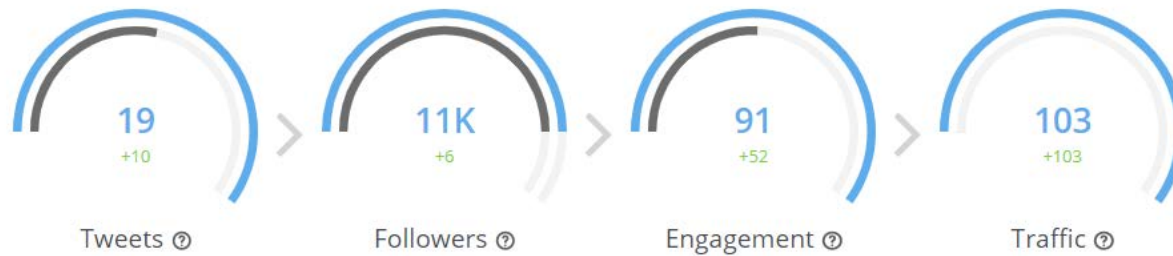 19
+10
Tweets ?
11K
+6
Followers ?
91
+52
Engagement ?
103
+103
Traffic ?